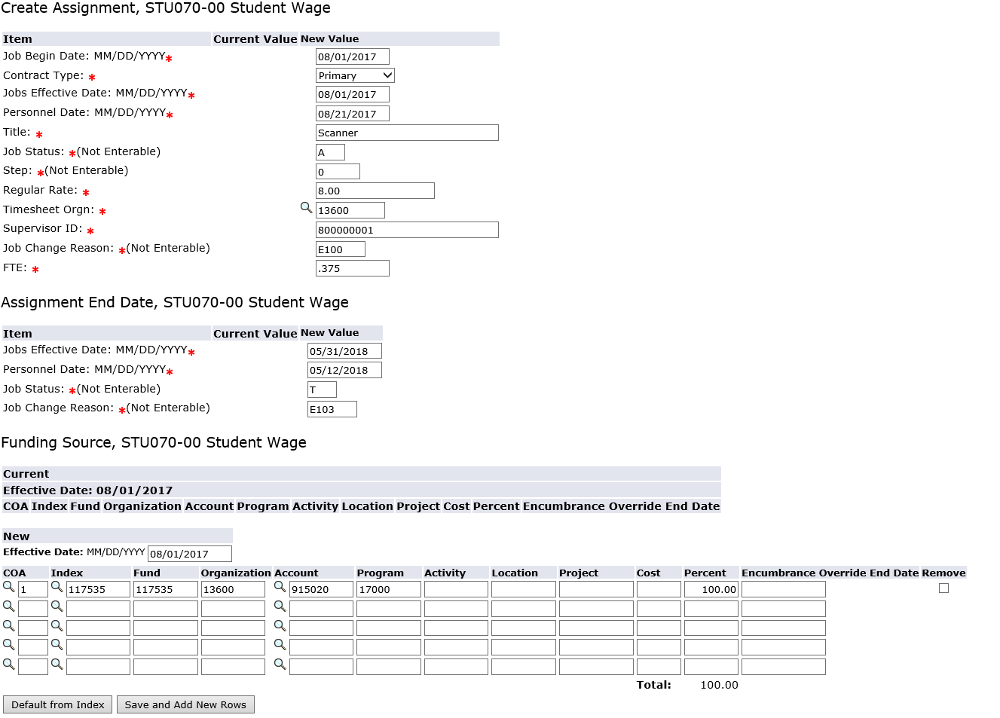 Create Assignment, STU070-00 Student Wage
Item Current Value New Value
Job Begin Date: MM/DD/YYYY* 08/01/2017
Contract Type: * Primary
Jobs Effective Date: MM/DD/YYYY* 08/01/2017
Personnel Date: MM/DD/YYYY* 08/21/2017
Title: * Scanner
Job Status: *(Not Enterable) A
Step: *(Not Enterable) 0
Regular Rate: * 8.00
Timesheet Orgn: * 13600
Supervisor ID: * 800000001
Job Change Reason: *(Not Enterable) E100
FTE: * .375
Assignment End Date, STU070-00 Student Wage
Item Current Value New Value
Jobs Effective Date: MM/DD/YYYY* 05/31/2018
Personnel Date: MM/DD/YYYY* 05/12/2018
Job Status: *(Not Enterable) T
Job Change Reason: *(Not Enterable) E103
Funding Source, STU070-00 Student Wage
Current
Effective Date: 08/01/2017
COA Index Fund Organization Account Program Activity Location Project Cost Percent Encumbrance Override End Date
New
Effective Date: MM/DD/YYYY 08/01/2017
COA Index Fund Organization Account Program Activity Location Project Cost Percent Encumbrance Override End Date Remove
1 117535 117535 13600 915020 17000 100.00
Total: 100.00
Default from Index Save and Add New Rows